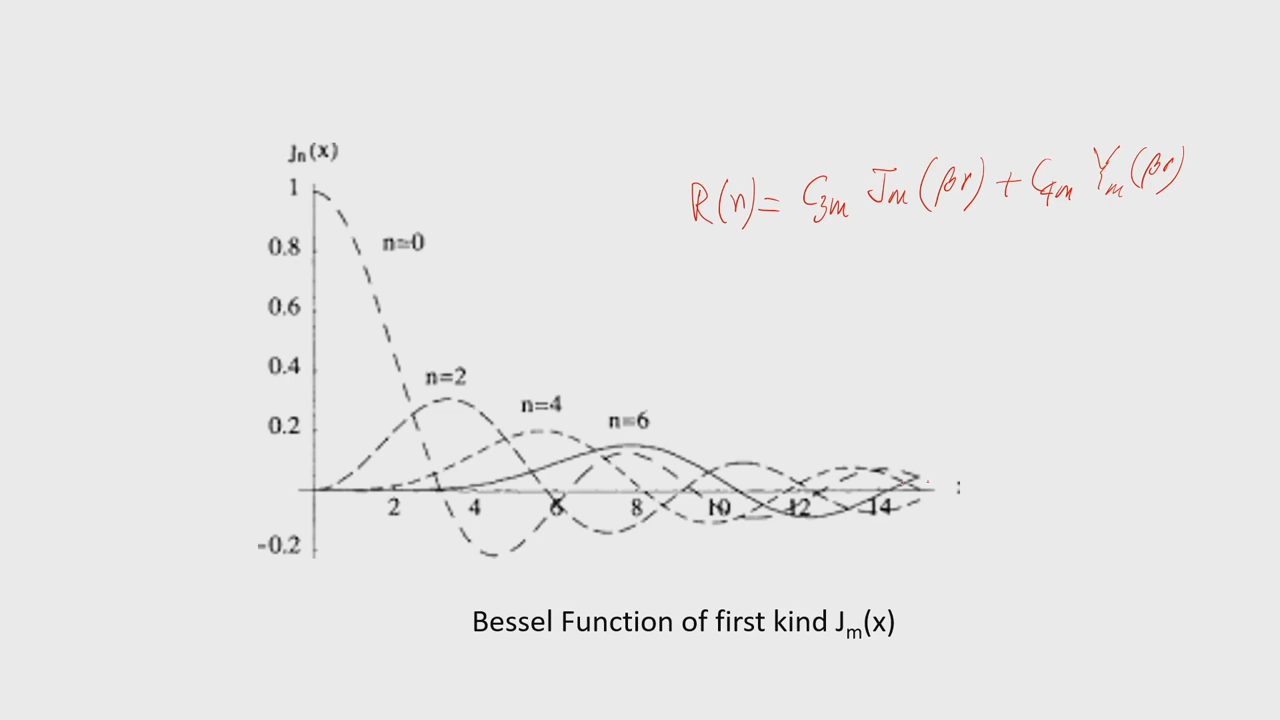 Jn(x)
R(r) = C3m Jm(βr) + C4m Ym(βr)
1
n=0
0.8
0.6
0.4
n=2
n=4
n=6
0.2
2 4 6 8 10 12 14
-0.2
Bessel Function of first kind Jm(x)